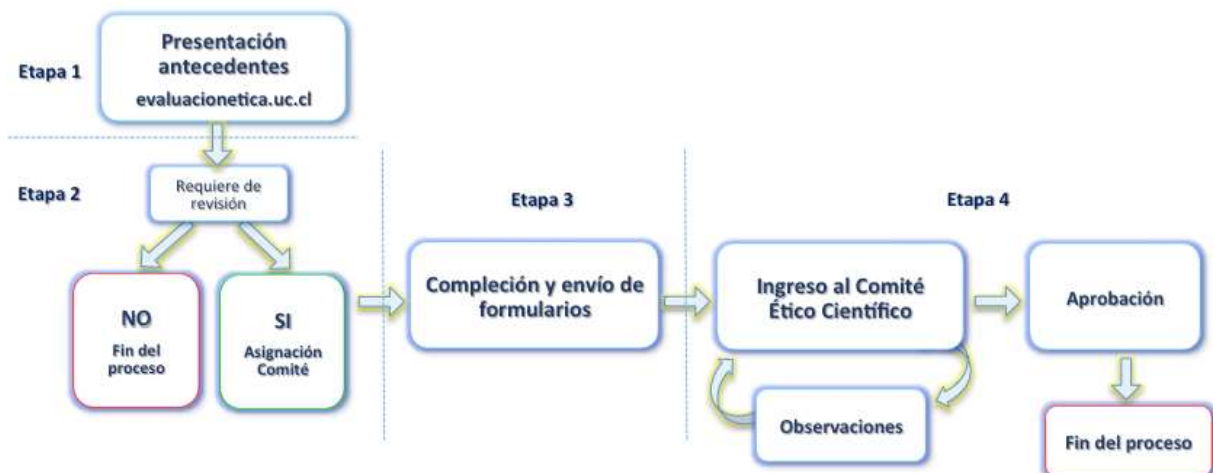 Etapa 1
Presentación
antecedentes
evaluacionetica.uc.cl
Etapa 2
Requiere de
revisión
NO
Fin del
proceso
SI
Asignación
Comité
Etapa 3
Compleción y envío de
formularios
Etapa 4
Ingreso al Comité
Ético Científico
Observaciones
Aprobación
Fin del proceso